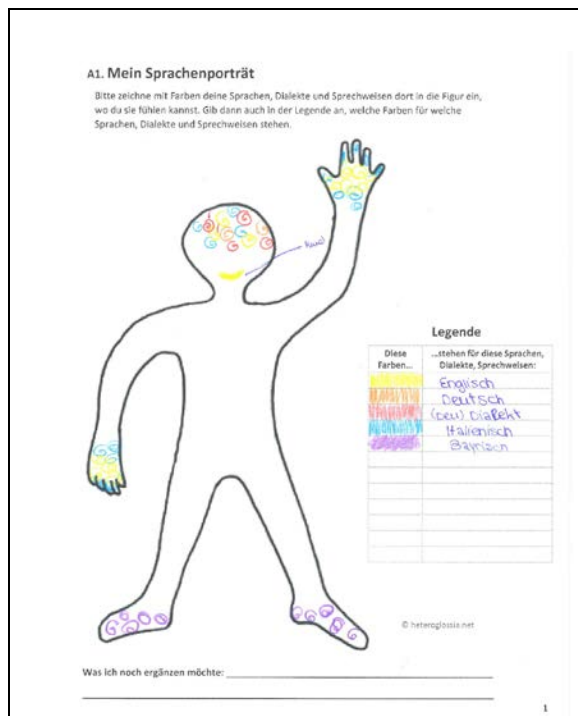 A1. Mein Sprachenporträt
Bitte zeichne mit Farben deine Sprachen, Dialekte und Sprechweisen dort in die Figur ein,
wo du sie fühlen kannst. Gib dann auch in der Legende an, welche Farben für welche
Sprachen, Dialekte und Sprechweisen stehen.
Legende
Diese
Farben...
...stehen für diese Sprachen,
Dialekte, Sprechweisen:
Englisch
Deutsch
Dialekt
Italienisch
Bayrisch
© heteroglossia.net
Was ich noch ergänzen möchte:
1